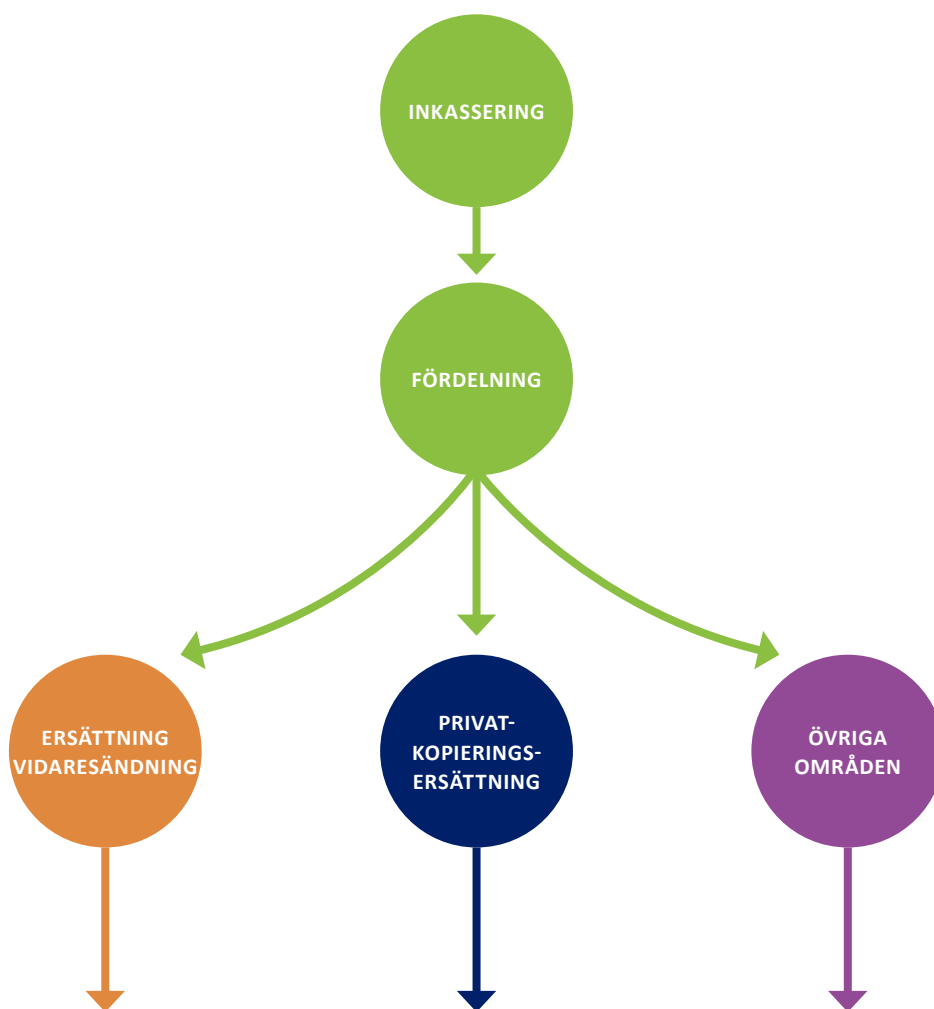 INKASSERING
FÖRDELNING
ERSÄTTNING
VIDARESÄNDNING
PRIVAT-
KOPIERINGS-
ERSÄTTNING
ÖVRIGA
OMRÅDEN